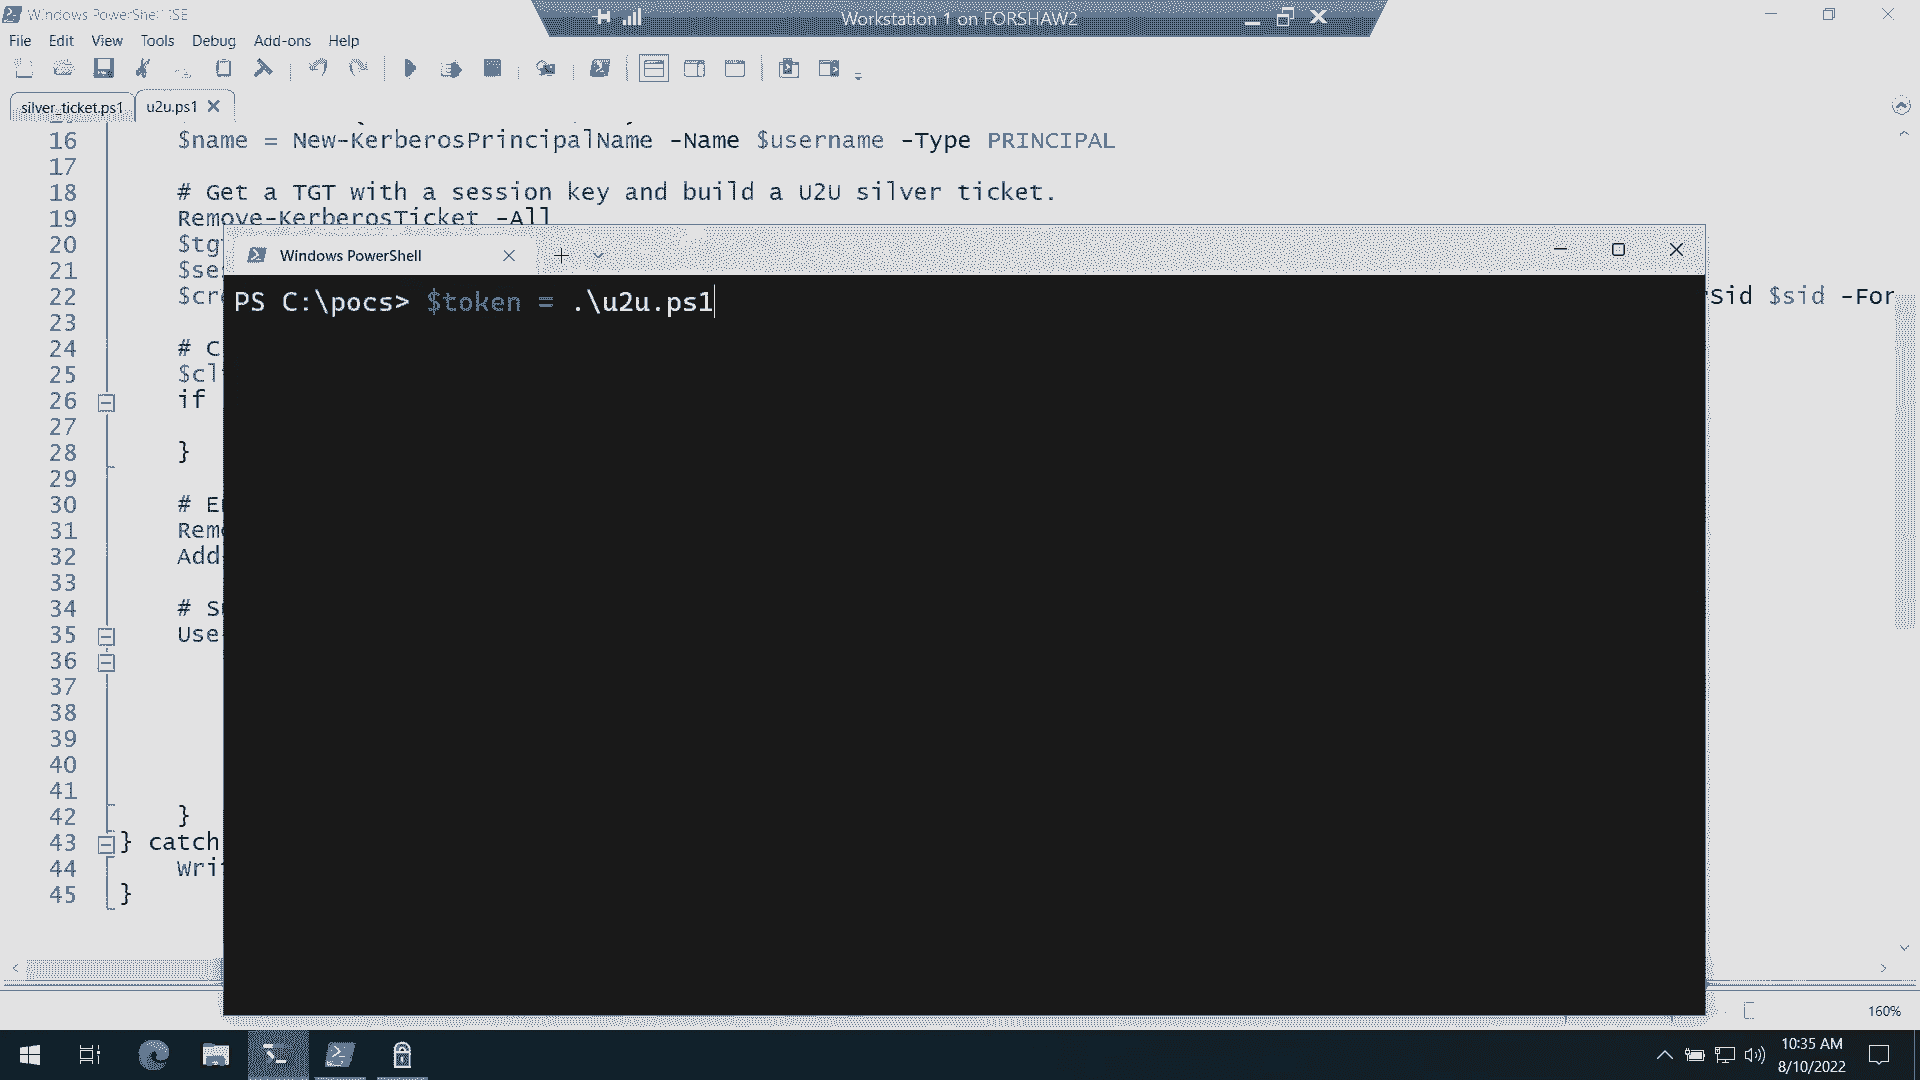 Windows PowerShell ISE
Workstation 1 on FORSHAW2
File Edit View Tools Debug Add-ons Help
silver_ticket.ps1 u2u.ps1
16 $name = New-KerberosPrincipalName -Name $username -Type PRINCIPAL
17
18 # Get a TGT with a session key and build a U2U silver ticket.
19 Remove-KerberosTicket -All
20 $tg
21 $se
22 $cr
Sid $sid -For
23
24 # C
25 $cl
26 if
27
28 }
29
30 # E
31 Rem
32 Add
33
34 # S
35 Use
36
37
38
39
40
41
42 }
43 } catch
44 Wri
45 }
Windows PowerShell
PS C:\pocs> $token = .\u2u.ps1
160%
10:35 AM
8/10/2022